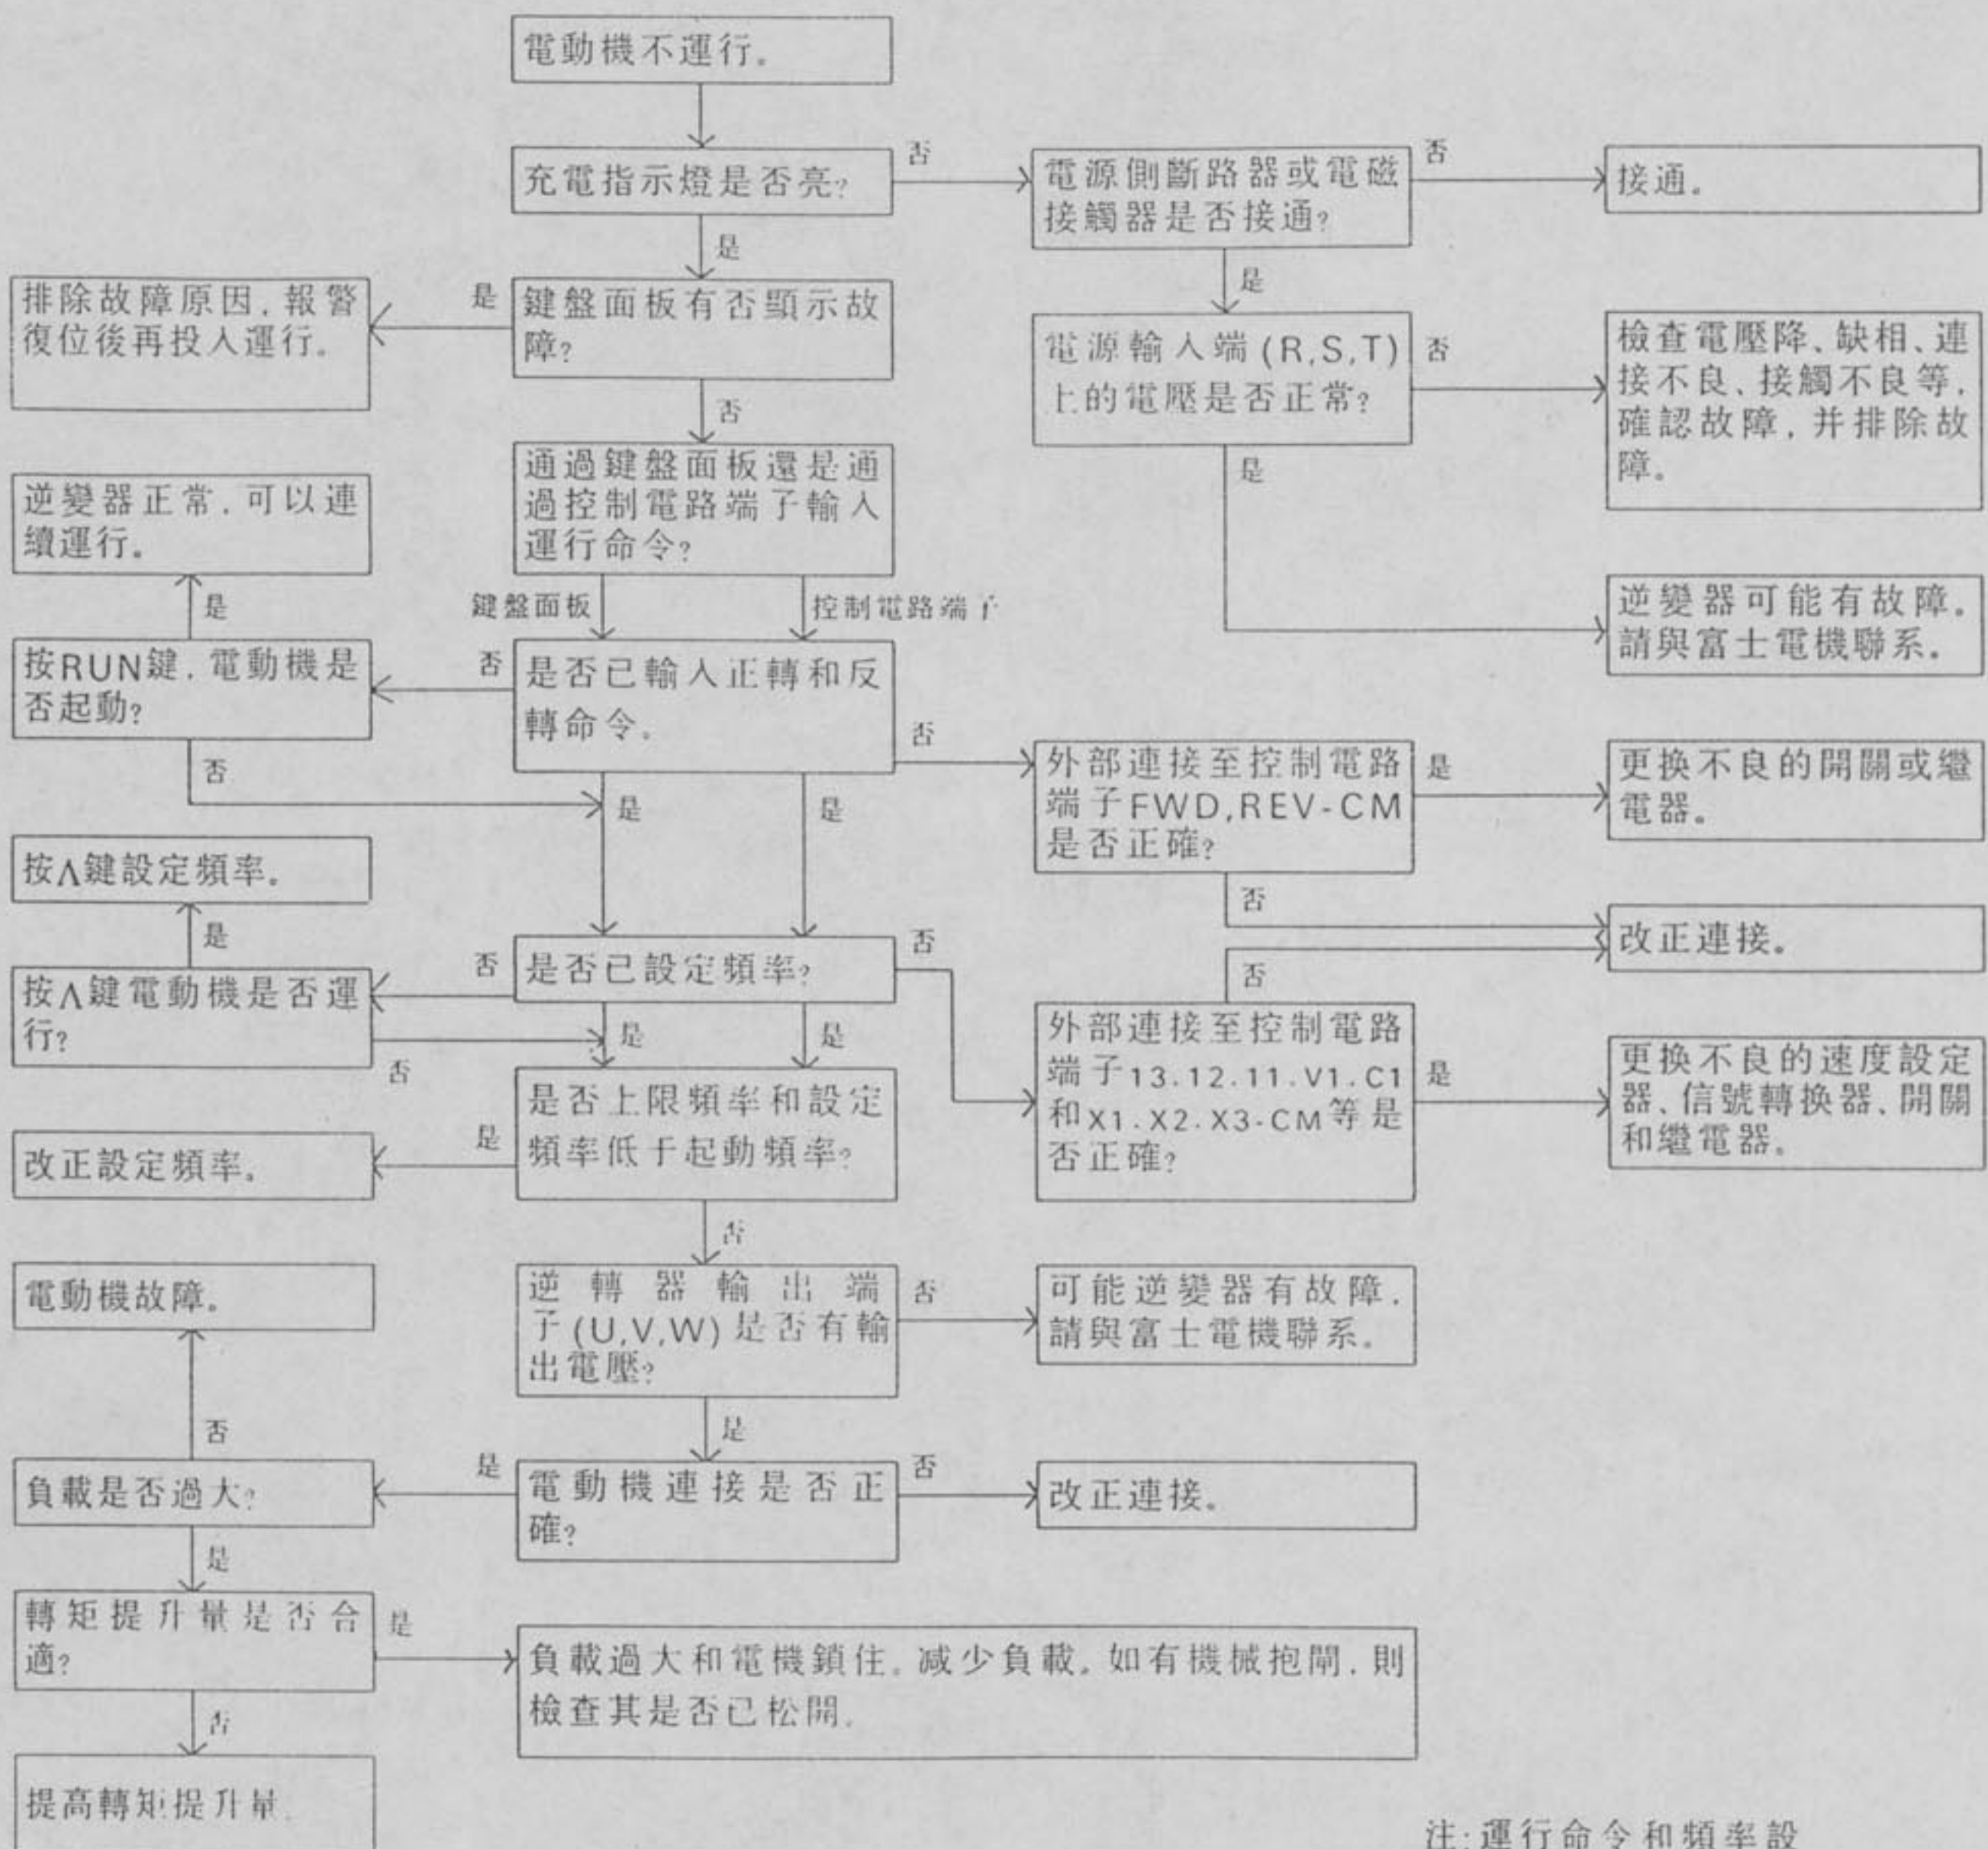 電動機不運行。
充電指示燈是否亮?
否
電源側斷路器或電磁
接觸器是否接通?
否
接通。
是
是
排除故障原因,報警
復位後再投入運行。
是
鍵盤面板有否顯示故
障?
電源輸入端(R,S,T)
上的電壓是否正常?
否
檢查電壓降、缺相、連
接不良、接觸不良等,
確認故障,并排除故
障。
否
是
逆變器正常,可以連
續運行。
通過鍵盤面板還是通
過控制電路端子輸入
運行命令?
是
鍵盤面板
控制電路端子
逆變器可能有故障。
請與富士電機聯系。
按RUN鍵,電動機是
否起動?
否
是否已輸入正轉和反
轉命令。
否
外部連接至控制電路
端子FWD,REV-CM
是否正確?
是
更换不良的開關或繼
電器。
否
是
是
按Λ鍵設定頻率。
否
改正連接。
是
按Λ鍵電動機是否運
行?
否
是否已設定頻率?
否
否
是
是
否
外部連接至控制電路
端子13.12.11.V1.C1
和X1.X2.X3-CM等是
否正確?
是
更换不良的速度設定
器、信號轉换器、開關
和繼電器。
是否上限頻率和設定
頻率低于起動頻率?
是
改正設定頻率。
否
電動機故障。
逆轉器輸出端
子(U,V,W)是否有輸
出電壓?
否
可能逆變器有故障,
請與富士電機聯系。
否
是
負載是否過大?
是
電動機連接是否正
確?
否
改正連接。
是
轉矩提升量是否合
適?
是
負載過大和電機鎖住。减少負載。如有機械抱閘,則
檢查其是否已松開。
否
提高轉矩提升量。
注:運行命令和頻率設